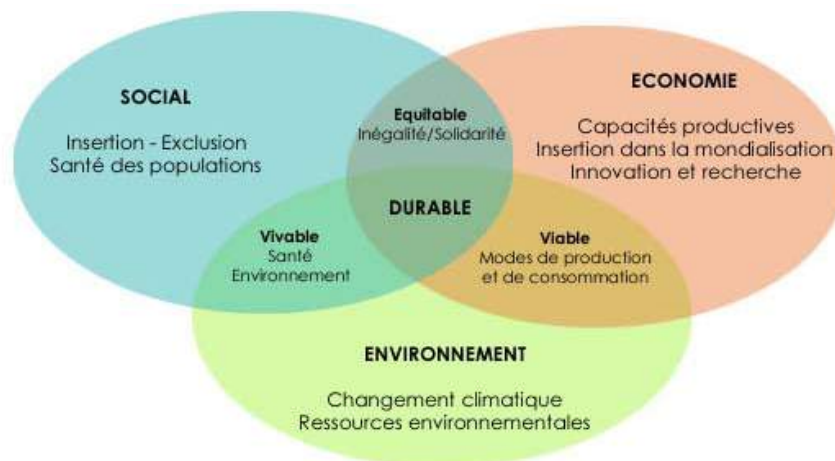 SOCIAL
Insertion - Exclusion
Santé des populations
Equitable
Inégalité/Solidarité
ECONOMIE
Capacités productives
Insertion dans la mondialisation
Innovation et recherche
DURABLE
Vivable
Santé
Environnement
Viable
Modes de production
et de consommation
ENVIRONNEMENT
Changement climatique
Ressources environnementales